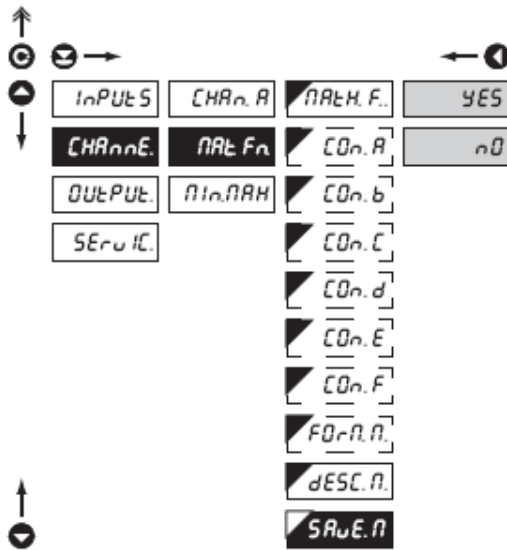 InPUtS CHAn. A MAtH. F.. YES
CHAnnE. MAt Fn CON. A nO
OUtPUt. MIn.MAX CON. b
SErvIC. CON. C
CON. d
CON. E
CON. F
FOrM. M.
dESC. M.
SAvE. M